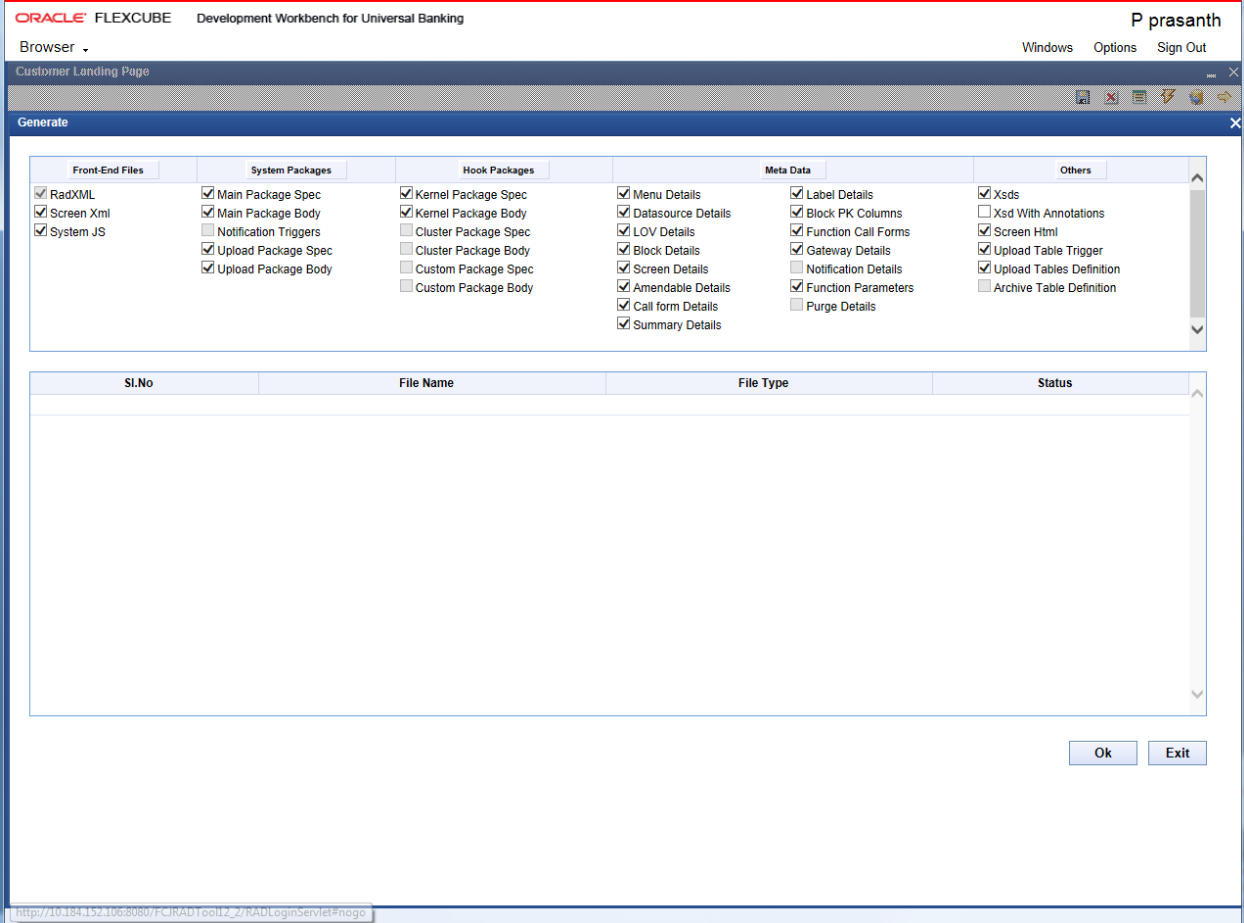 ORACLE FLEXCUBE Development Workbench for Universal Banking
P prasanth
Browser
Windows Options Sign Out
Customer Landing Page
Generate
Front-End Files System Packages Hook Packages Meta Data Others
RadXML Main Package Spec Kernel Package Spec Menu Details Label Details Xsds
Screen Xml Main Package Body Kernel Package Body Datasource Details Block PK Columns Xsd With Annotations
System JS Notification Triggers Cluster Package Spec LOV Details Function Call Forms Screen Html
Upload Package Spec Cluster Package Body Block Details Gateway Details Upload Table Trigger
Upload Package Body Custom Package Spec Screen Details Notification Details Upload Tables Definition
Custom Package Body Amendable Details Function Parameters Archive Table Definition
Call form Details Purge Details
Summary Details
Sl.No File Name File Type Status
Ok Exit
http://10.184.152.106:8080/FCJRADTool12_2/RADLoginServlet#nogo